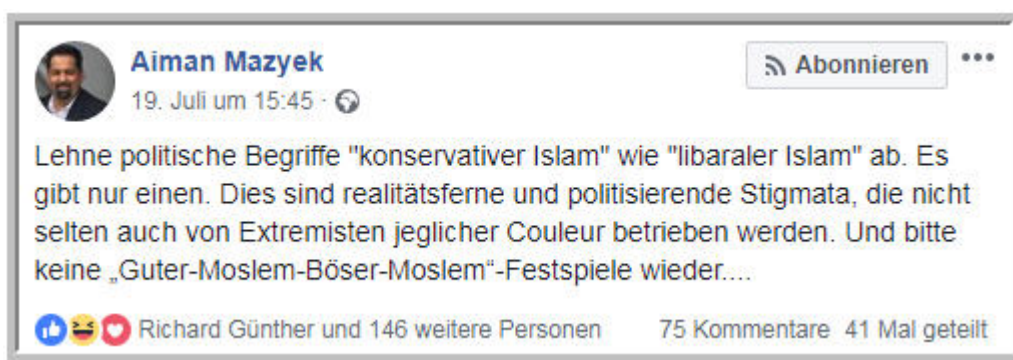 Aiman Mazyek
Abonnieren
19. Juli um 15:45 ·
Lehne politische Begriffe "konservativer Islam" wie "libaraler Islam" ab. Es
gibt nur einen. Dies sind realitätsferne und politisierende Stigmata, die nicht
selten auch von Extremisten jeglicher Couleur betrieben werden. Und bitte
keine „Guter-Moslem-Böser-Moslem“-Festspiele wieder....
Richard Günther und 146 weitere Personen
75 Kommentare 41 Mal geteilt